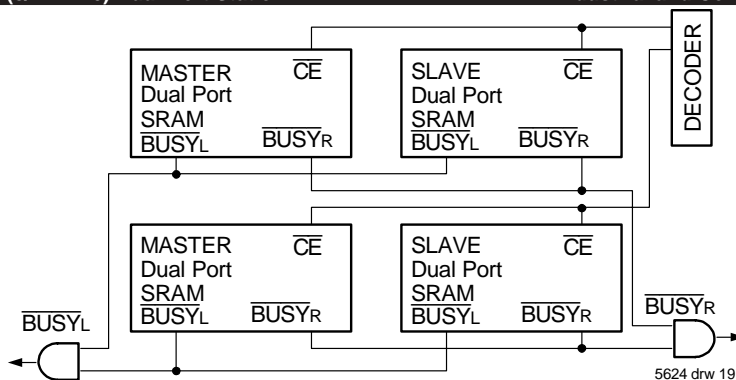 MASTER
Dual Port
SRAM
BUSYL BUSYR
CE
SLAVE
Dual Port
SRAM
BUSYL BUSYR
CE
DECODER
MASTER
Dual Port
SRAM
BUSYL BUSYR
CE
SLAVE
Dual Port
SRAM
BUSYL BUSYR
CE
BUSYL
BUSYR
5624 drw 19